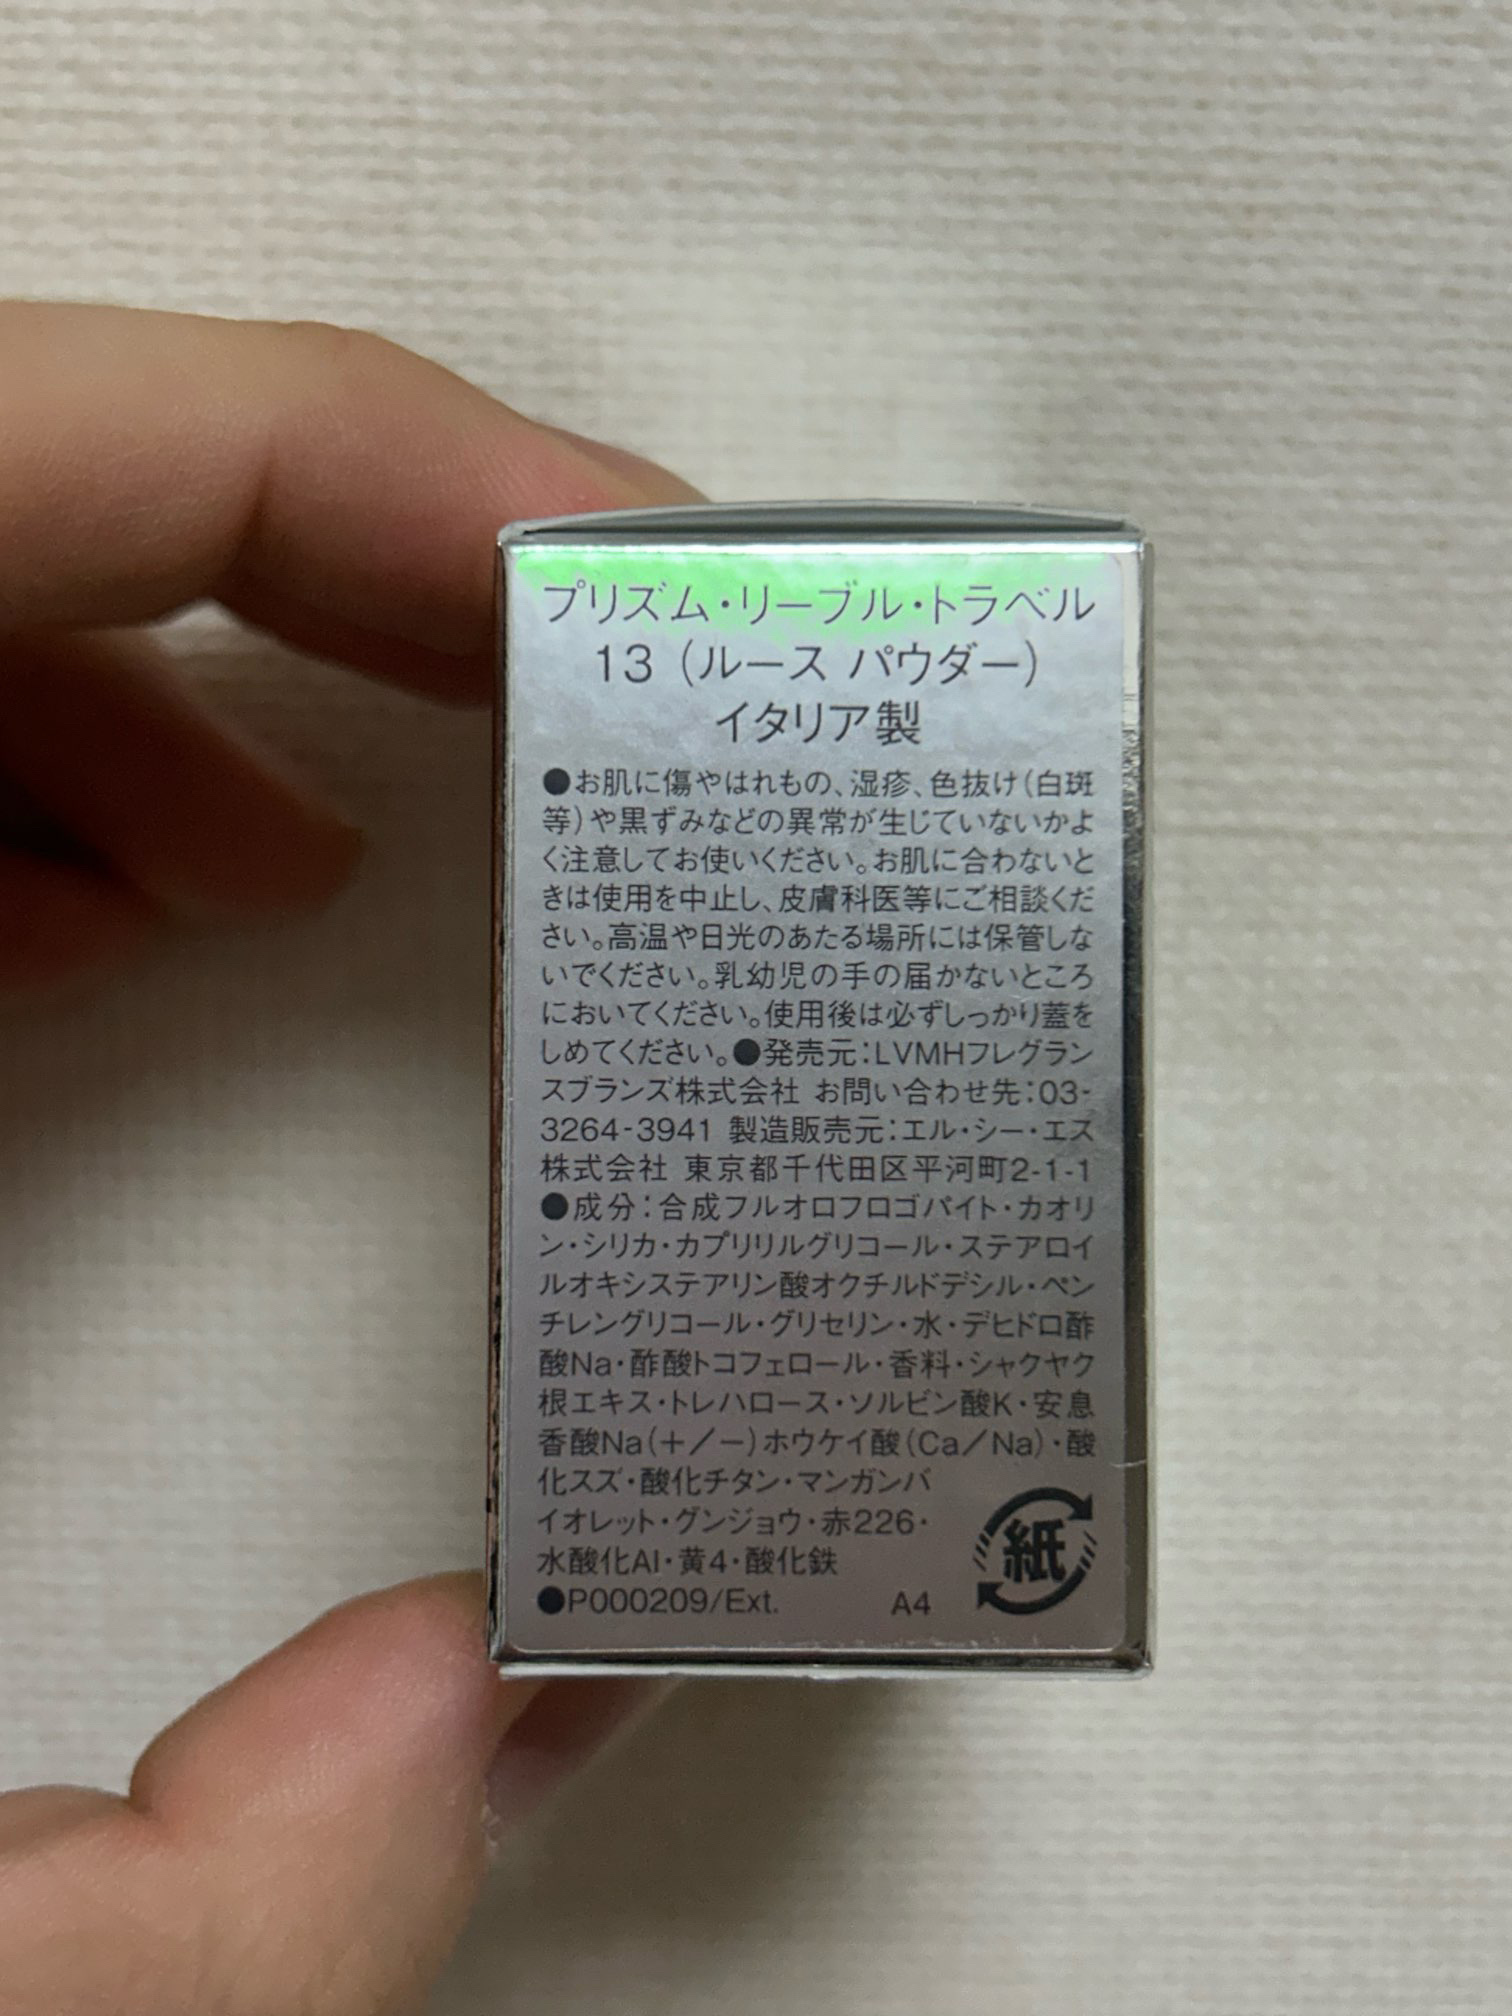 プリズム・リーブル・トラベル
13（ルース パウダー）
イタリア製
●お肌に傷やはれもの、湿疹、色抜け（白斑
等）や黒ずみなどの異常が生じていないかよ
く注意してお使いください。お肌に合わないと
きは使用を中止し、皮膚科医等にご相談くだ
さい。高温や日光のあたる場所には保管しな
いでください。乳幼児の手の届かないところ
においてください。使用後は必ずしっかり蓋を
しめてください。●発売元：LVMHフレグラン
スブランズ株式会社 お問い合わせ先：03-
3264-3941 製造販売元：エル・シー・エス
株式会社 東京都千代田区平河町2-1-1
●成分：合成フルオロフロゴパイト・カオリ
ン・シリカ・カプリリルグリコール・ステアロイ
ルオキシステアリン酸オクチルドデシル・ペン
チレングリコール・グリセリン・水・デヒドロ酢
酸Na・酢酸トコフェロール・香料・シャクヤク
根エキス・トレハロース・ソルビン酸K・安息
香酸Na（＋／－）ホウケイ酸（Ca／Na）・酸
化スズ・酸化チタン・マンガンバ
イオレット・グンジョウ・赤226・
水酸化Al・黄4・酸化鉄
●P000209/Ext. A4
紙